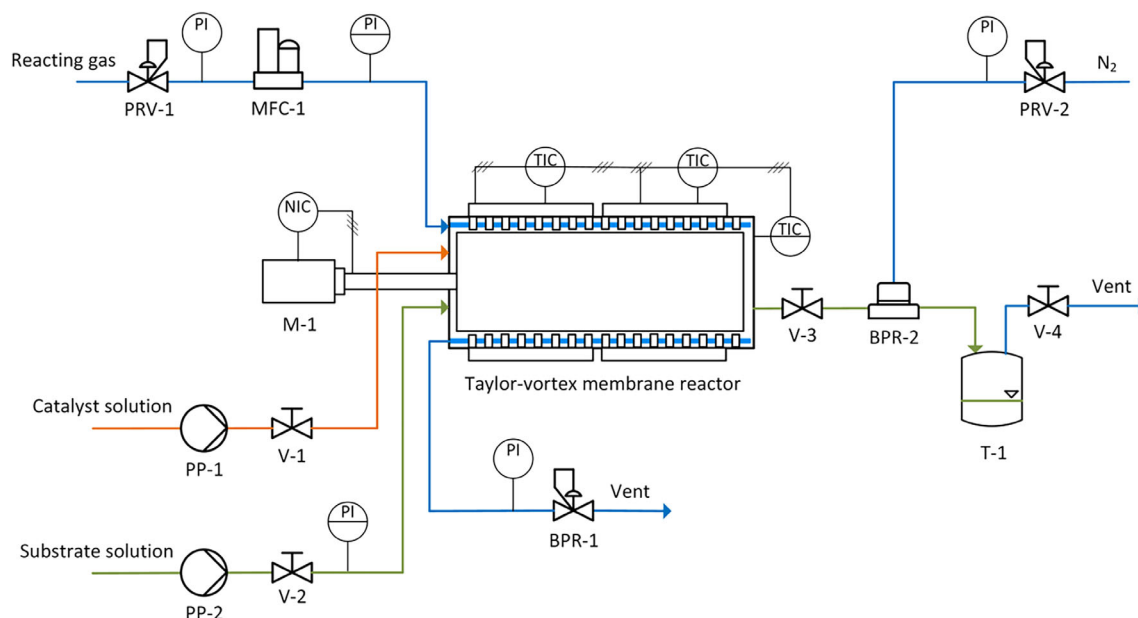 PI
PI
PI
Reacting gas
N2
PRV-1
MFC-1
PRV-2
TIC
TIC
NIC
TIC
Vent
M-1
V-3
BPR-2
V-4
Taylor-vortex membrane reactor
Catalyst solution
PP-1
V-1
T-1
PI
Vent
PI
BPR-1
Substrate solution
PP-2
V-2